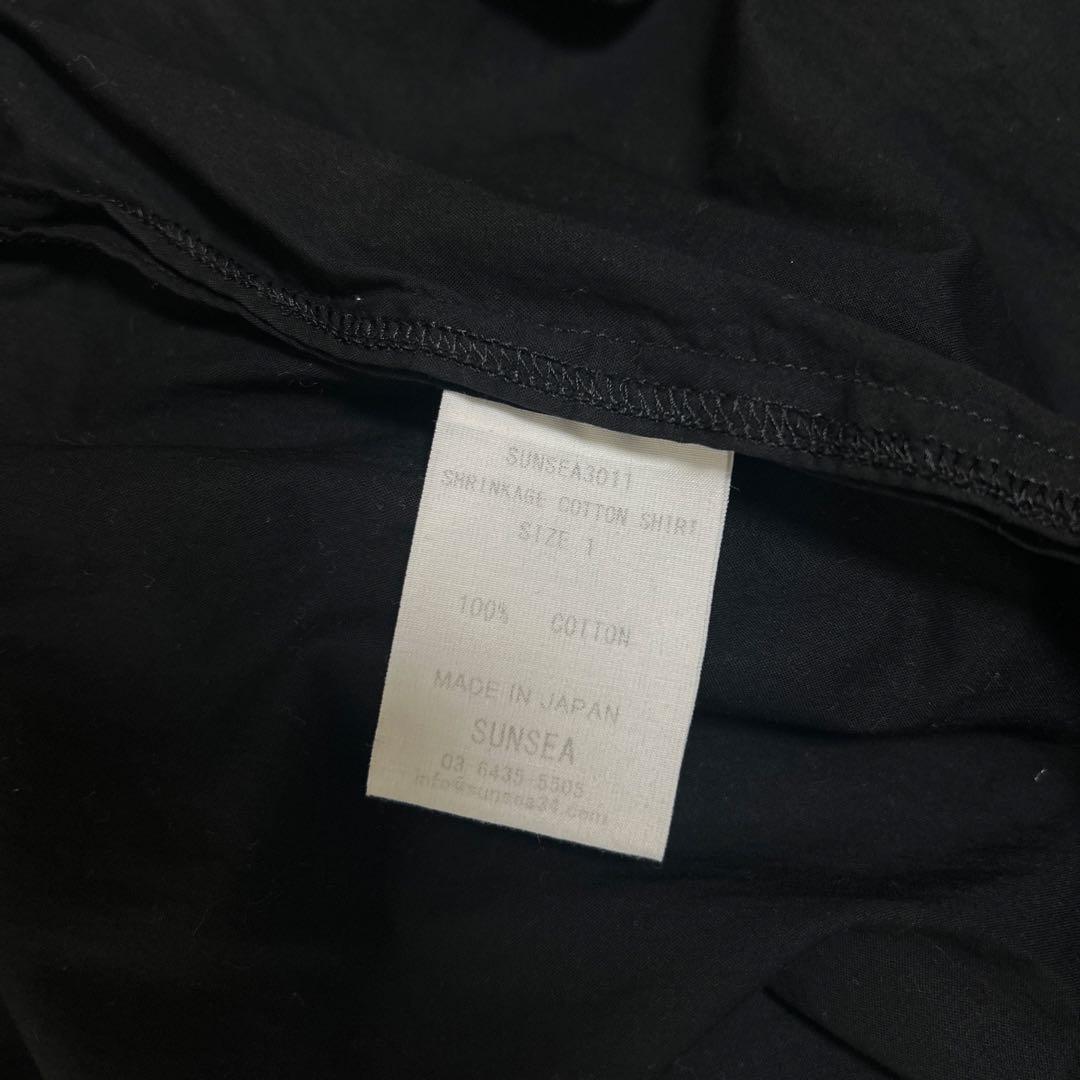 SUNSEA3011
SHRINKAGE COTTON SHIRT
SIZE 1
100% COTTON
MADE IN JAPAN
SUNSEA
03 6435 5505
info@sunsea34.com